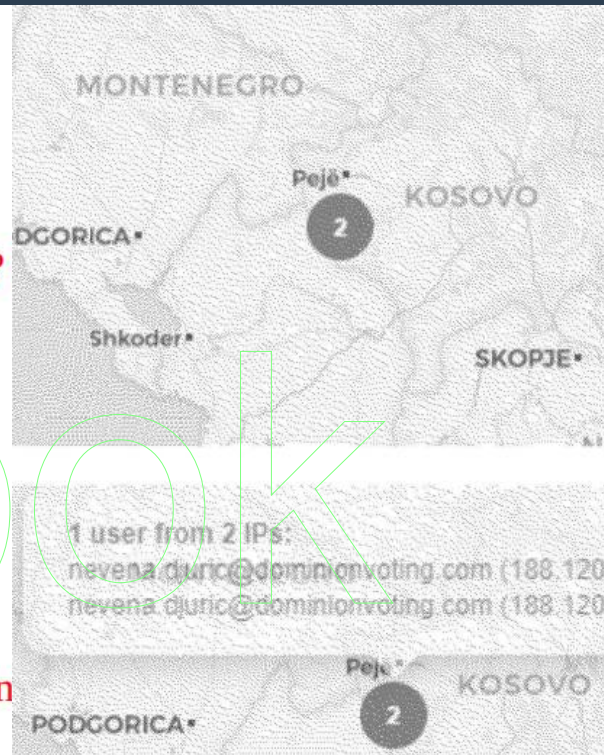 MONTENEGRO
Pejë
KOSOVO
2
DGORICA
Shkoder
SKOPJE
ook
1 user from 2 IPs:
nevena.djuric@dominionvoting.com (188.120
nevena.djuric@dominionvoting.com (188.120
Pejë
KOSOVO
n
2
PODGORICA